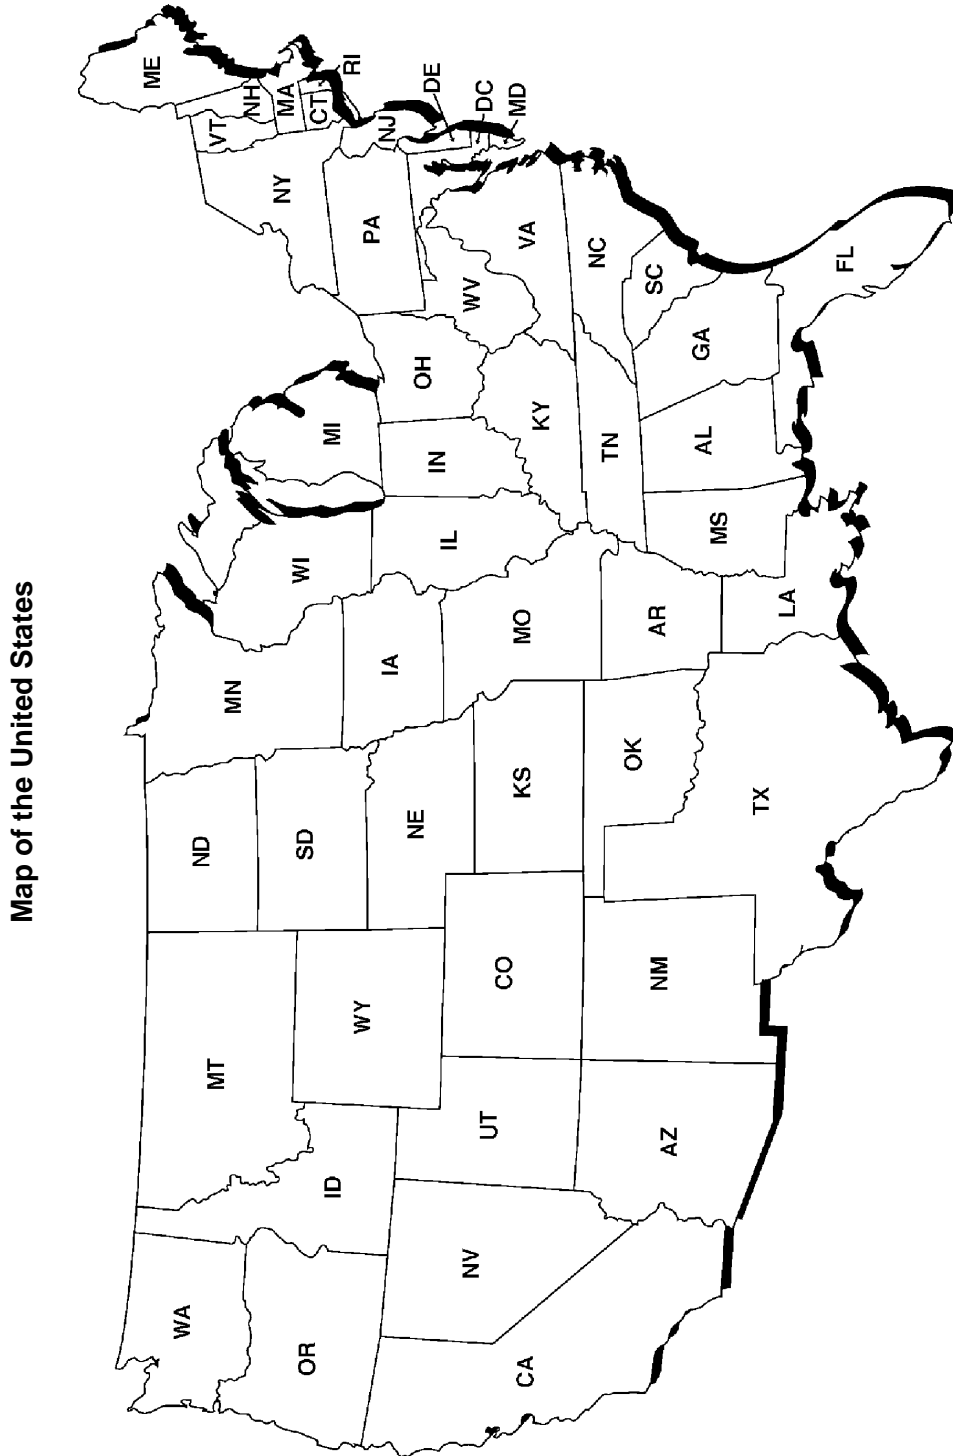 Map of the United States
WA
OR
CA
NV
ID
MT
WY
UT
AZ
CO
NM
ND
SD
NE
KS
OK
TX
MN
IA
MO
AR
LA
WI
IL
MI
IN
OH
KY
TN
MS
AL
GA
FL
SC
NC
VA
WV
PA
NY
VT
NH
ME
MA
CT
RI
NJ
DE
DC
MD